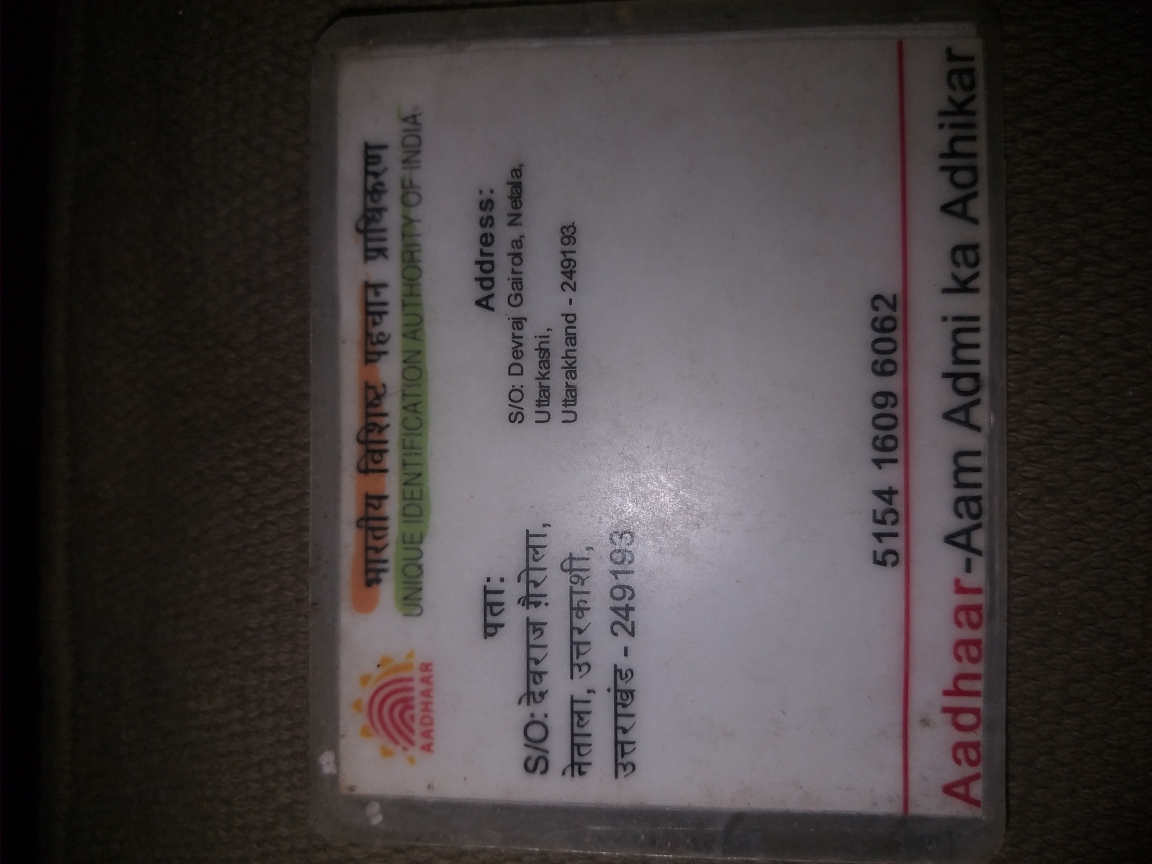 भारतीय विशिष्ट पहचान प्राधिकरण
UNIQUE IDENTIFICATION AUTHORITY OF INDIA
AADHAAR
पता:
S/O: देवराज ग़ैरोला,
नेताला, उत्तरकाशी,
उत्तराखंड - 249193
Address:
S/O: Devraj Gairola, Netala,
Uttarkashi,
Uttarakhand - 249193
5154 1609 6062
Aadhaar-Aam Admi ka Adhikar